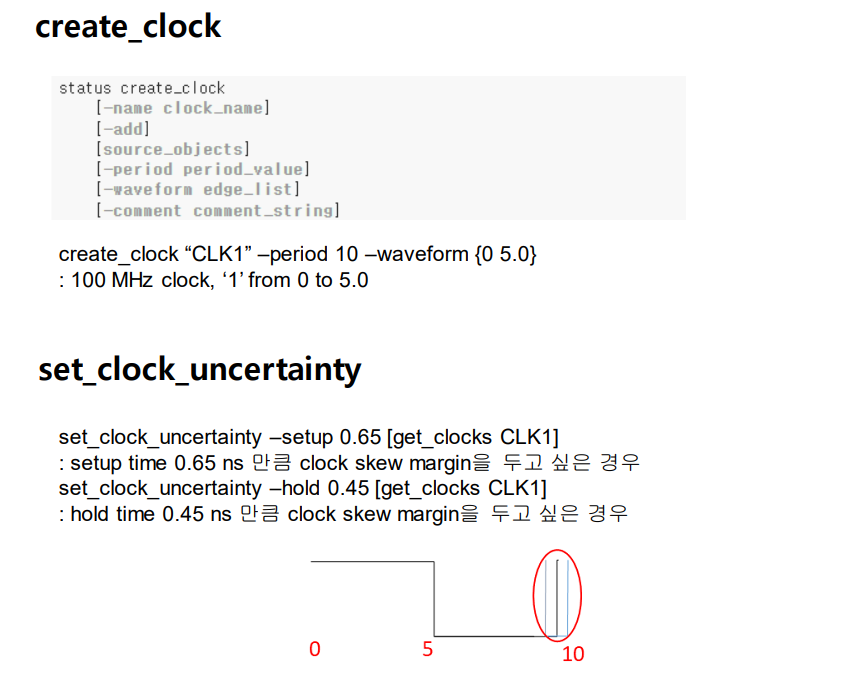 create_clock
status create_clock
[-name clock_name]
[-add]
[source_objects]
[-period period_value]
[-waveform edge_list]
[-comment comment_string]
create_clock “CLK1” –period 10 –waveform {0 5.0}
: 100 MHz clock, ‘1’ from 0 to 5.0
set_clock_uncertainty
set_clock_uncertainty –setup 0.65 [get_clocks CLK1]
: setup time 0.65 ns 만큼 clock skew margin을 두고 싶은 경우
set_clock_uncertainty –hold 0.45 [get_clocks CLK1]
: hold time 0.45 ns 만큼 clock skew margin을 두고 싶은 경우
0 5 10